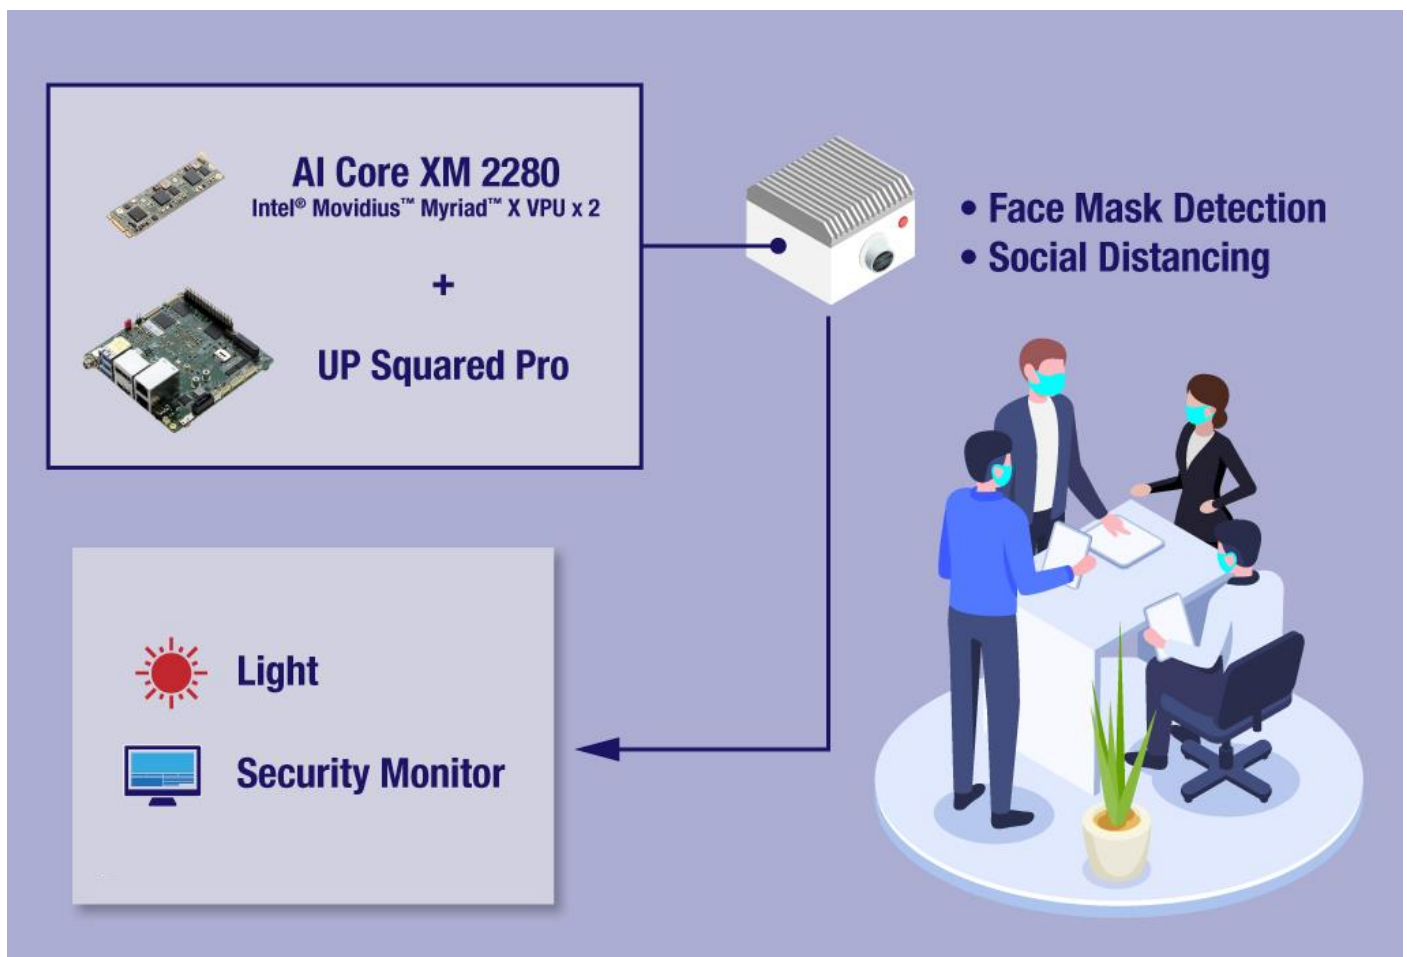 AI Core XM 2280
Intel® Movidius™ Myriad™ X VPU x 2
+
UP Squared Pro
• Face Mask Detection
• Social Distancing
Light
Security Monitor